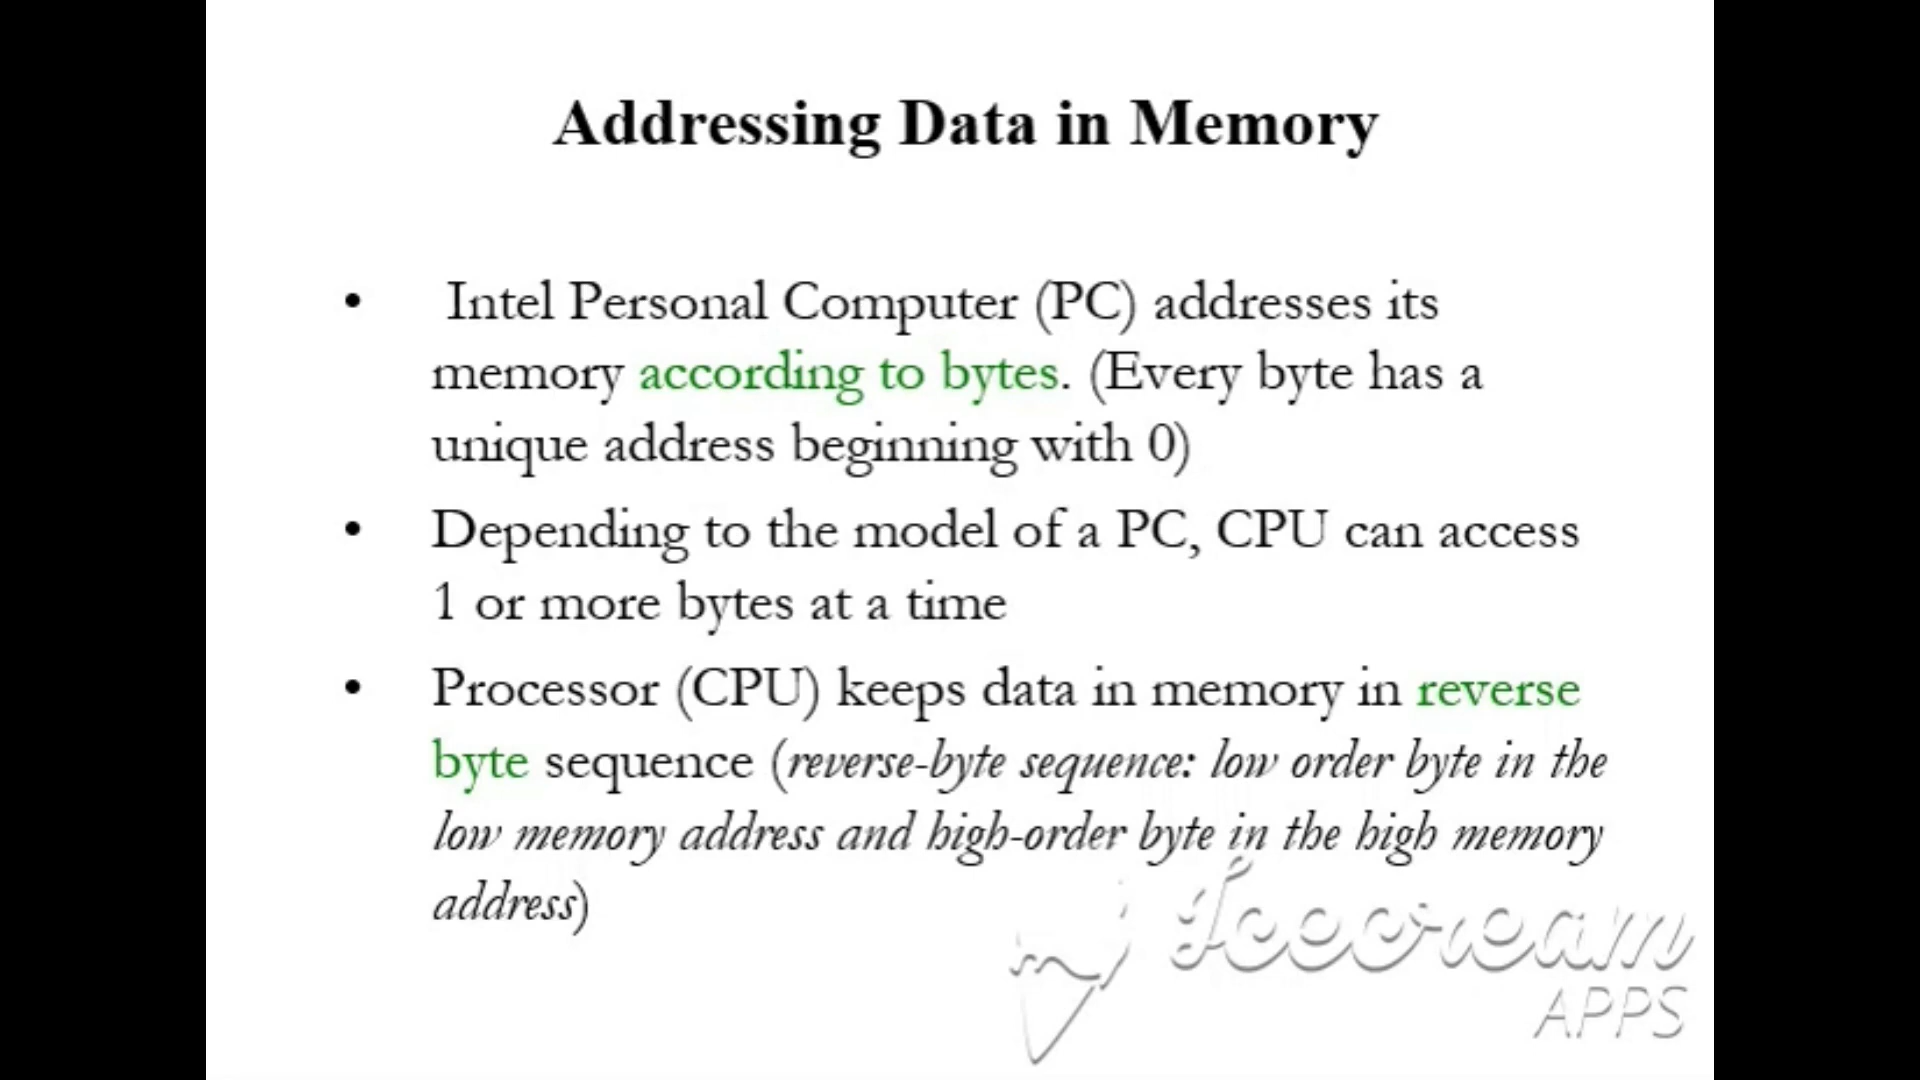 Addressing Data in Memory
• Intel Personal Computer (PC) addresses its
memory according to bytes. (Every byte has a
unique address beginning with 0)
• Depending to the model of a PC, CPU can access
1 or more bytes at a time
• Processor (CPU) keeps data in memory in reverse
byte sequence (reverse-byte sequence: low order byte in the
low memory address and high-order byte in the high memory
address)
Icecream
APPS